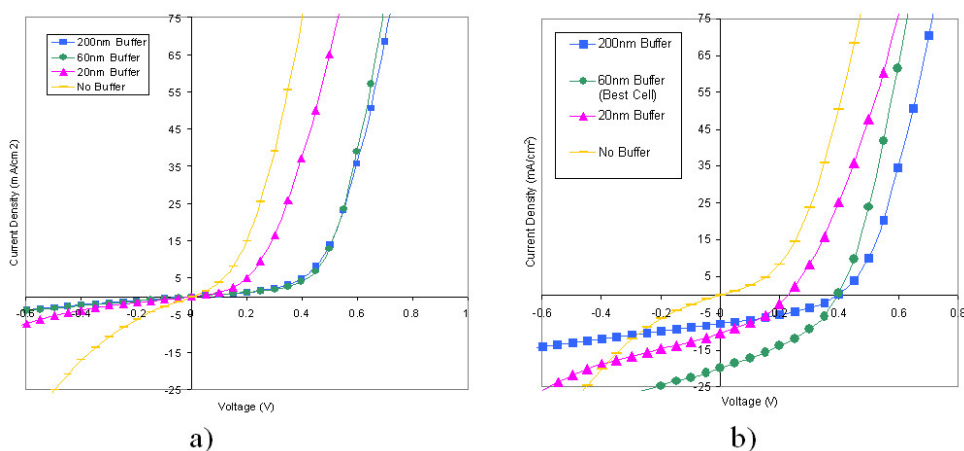 200nm Buffer
60nm Buffer
20nm Buffer
No Buffer
Current Density (mA/cm2)
75
65
55
45
35
25
15
5
-5
-15
-25
-0.6
-0.4
-0.2
0
0.2
0.4
0.6
0.8
1
Voltage (V)
a)
200nm Buffer
60nm Buffer
(Best Cell)
20nm Buffer
No Buffer
Current Density (mA/cm²)
75
65
55
45
35
25
15
5
-5
-15
-25
-0.6
-0.4
-0.2
0
0.2
0.4
0.6
0.8
Voltage (V)
b)